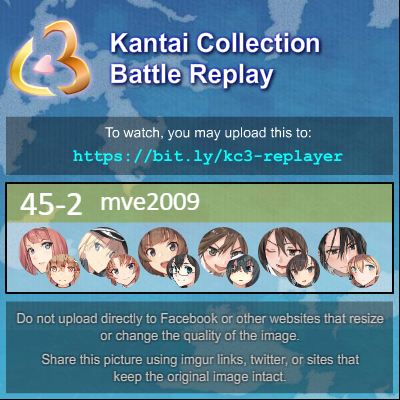 Kantai Collection
Battle Replay
To watch, you may upload this to:
https://bit.ly/kc3-replayer
45-2 mve2009
Do not upload directly to Facebook or other websites that resize
or change the quality of the image.
Share this picture using imgur links, twitter, or sites that
keep the original image intact.